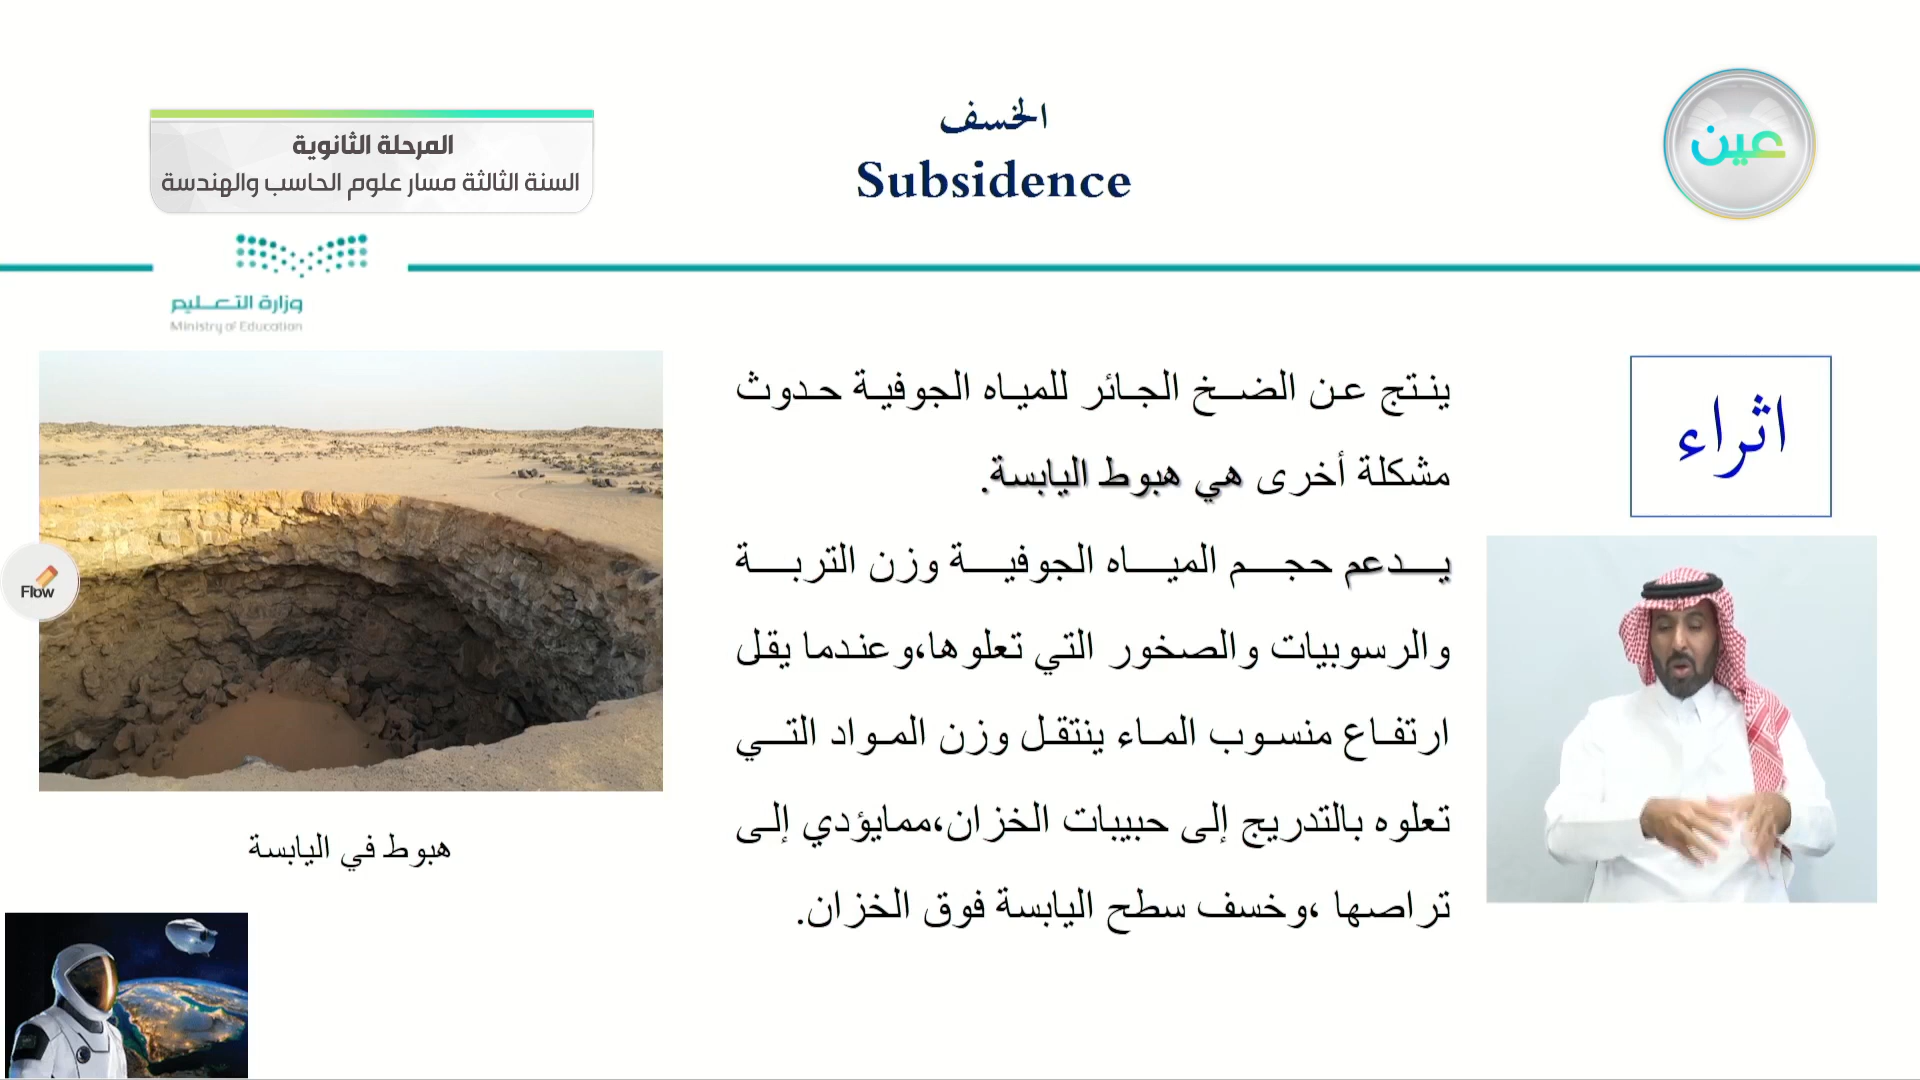 الخسف
Subsidence
عين
المرحلة الثانوية
السنة الثالثة مسار علوم الحاسب والهندسة
وزارة التعليم
Ministry of Education
اثراء
ينتج عن الضخ الجائر للمياه الجوفية حدوث
مشكلة أخرى هي هبوط اليابسة.
يدعم حجم المياه الجوفية وزن التربة
والرسوبيات والصخور التي تعلوها،وعندما يقل
ارتفاع منسوب الماء ينتقل وزن المواد التي
تعلوه بالتدريج إلى حبيبات الخزان،ممايؤدي إلى
تراصها ،وخسف سطح اليابسة فوق الخزان.
Flow
هبوط في اليابسة